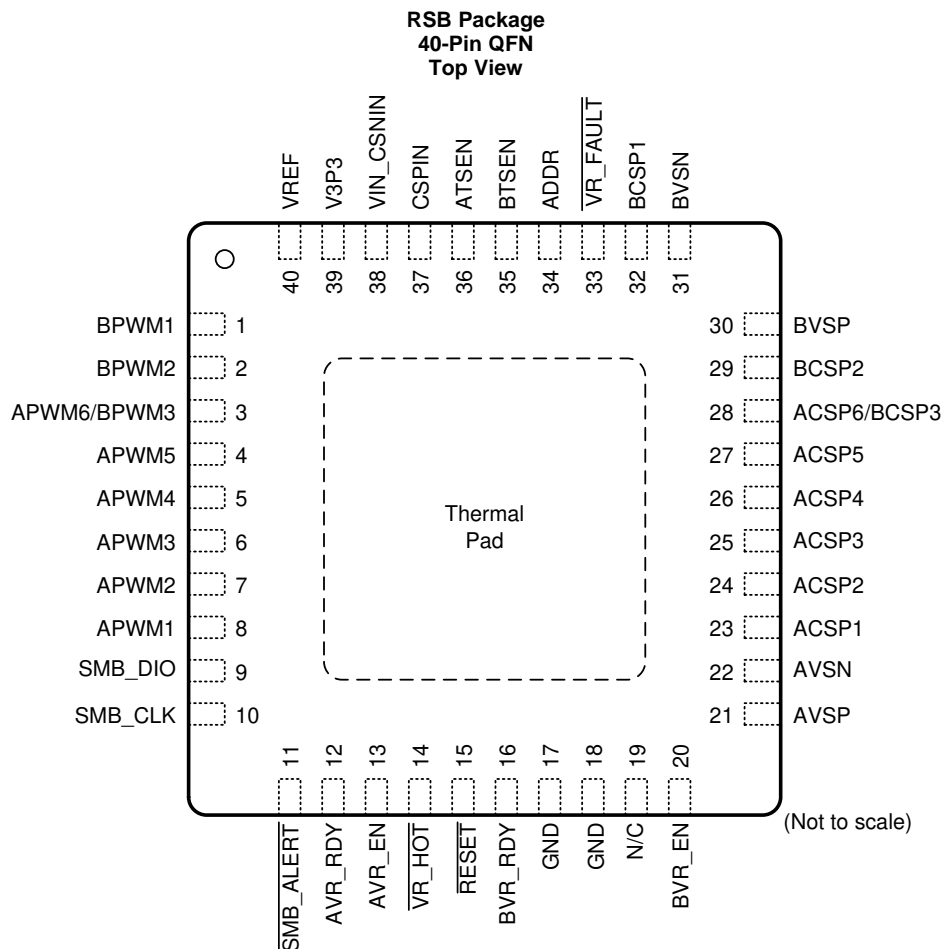 RSB Package
40-Pin QFN
Top View
VREF
V3P3
VIN_CSNIN
CSPIN
ATSEN
BTSEN
ADDR
VR_FAULT
BCSP1
BVSN
40
39
38
37
36
35
34
33
32
31
BPWM1 1
BPWM2 2
APWM6/BPWM3 3
APWM5 4
APWM4 5
APWM3 6
APWM2 7
APWM1 8
SMB_DIO 9
SMB_CLK 10
Thermal
Pad
30 BVSP
29 BCSP2
28 ACSP6/BCSP3
27 ACSP5
26 ACSP4
25 ACSP3
24 ACSP2
23 ACSP1
22 AVSN
21 AVSP
11
12
13
14
15
16
17
18
19
20
SMB_ALERT
AVR_RDY
AVR_EN
VR_HOT
RESET
BVR_RDY
GND
GND
N/C
BVR_EN
(Not to scale)